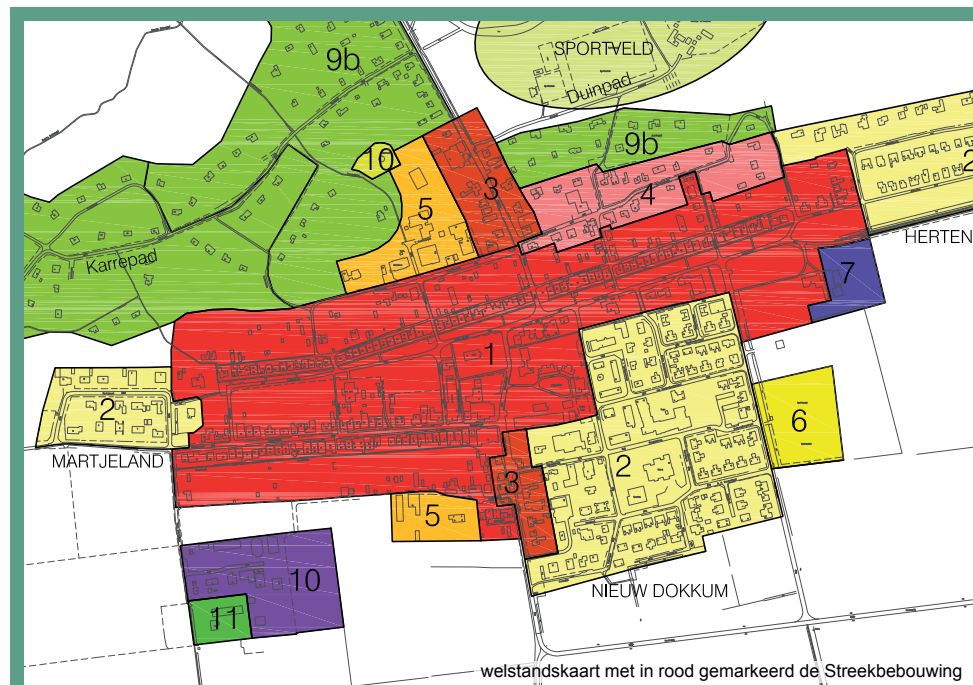 SPORTVELD
9b
Duinpad
10
9b
2
3
5
4
HERTEN
Karrepad
7
1
2
6
MARTJELAND
3
2
5
10
NIEUW DOKKUM
11
welstandskaart met in rood gemarkeerd de Streekbebouwing